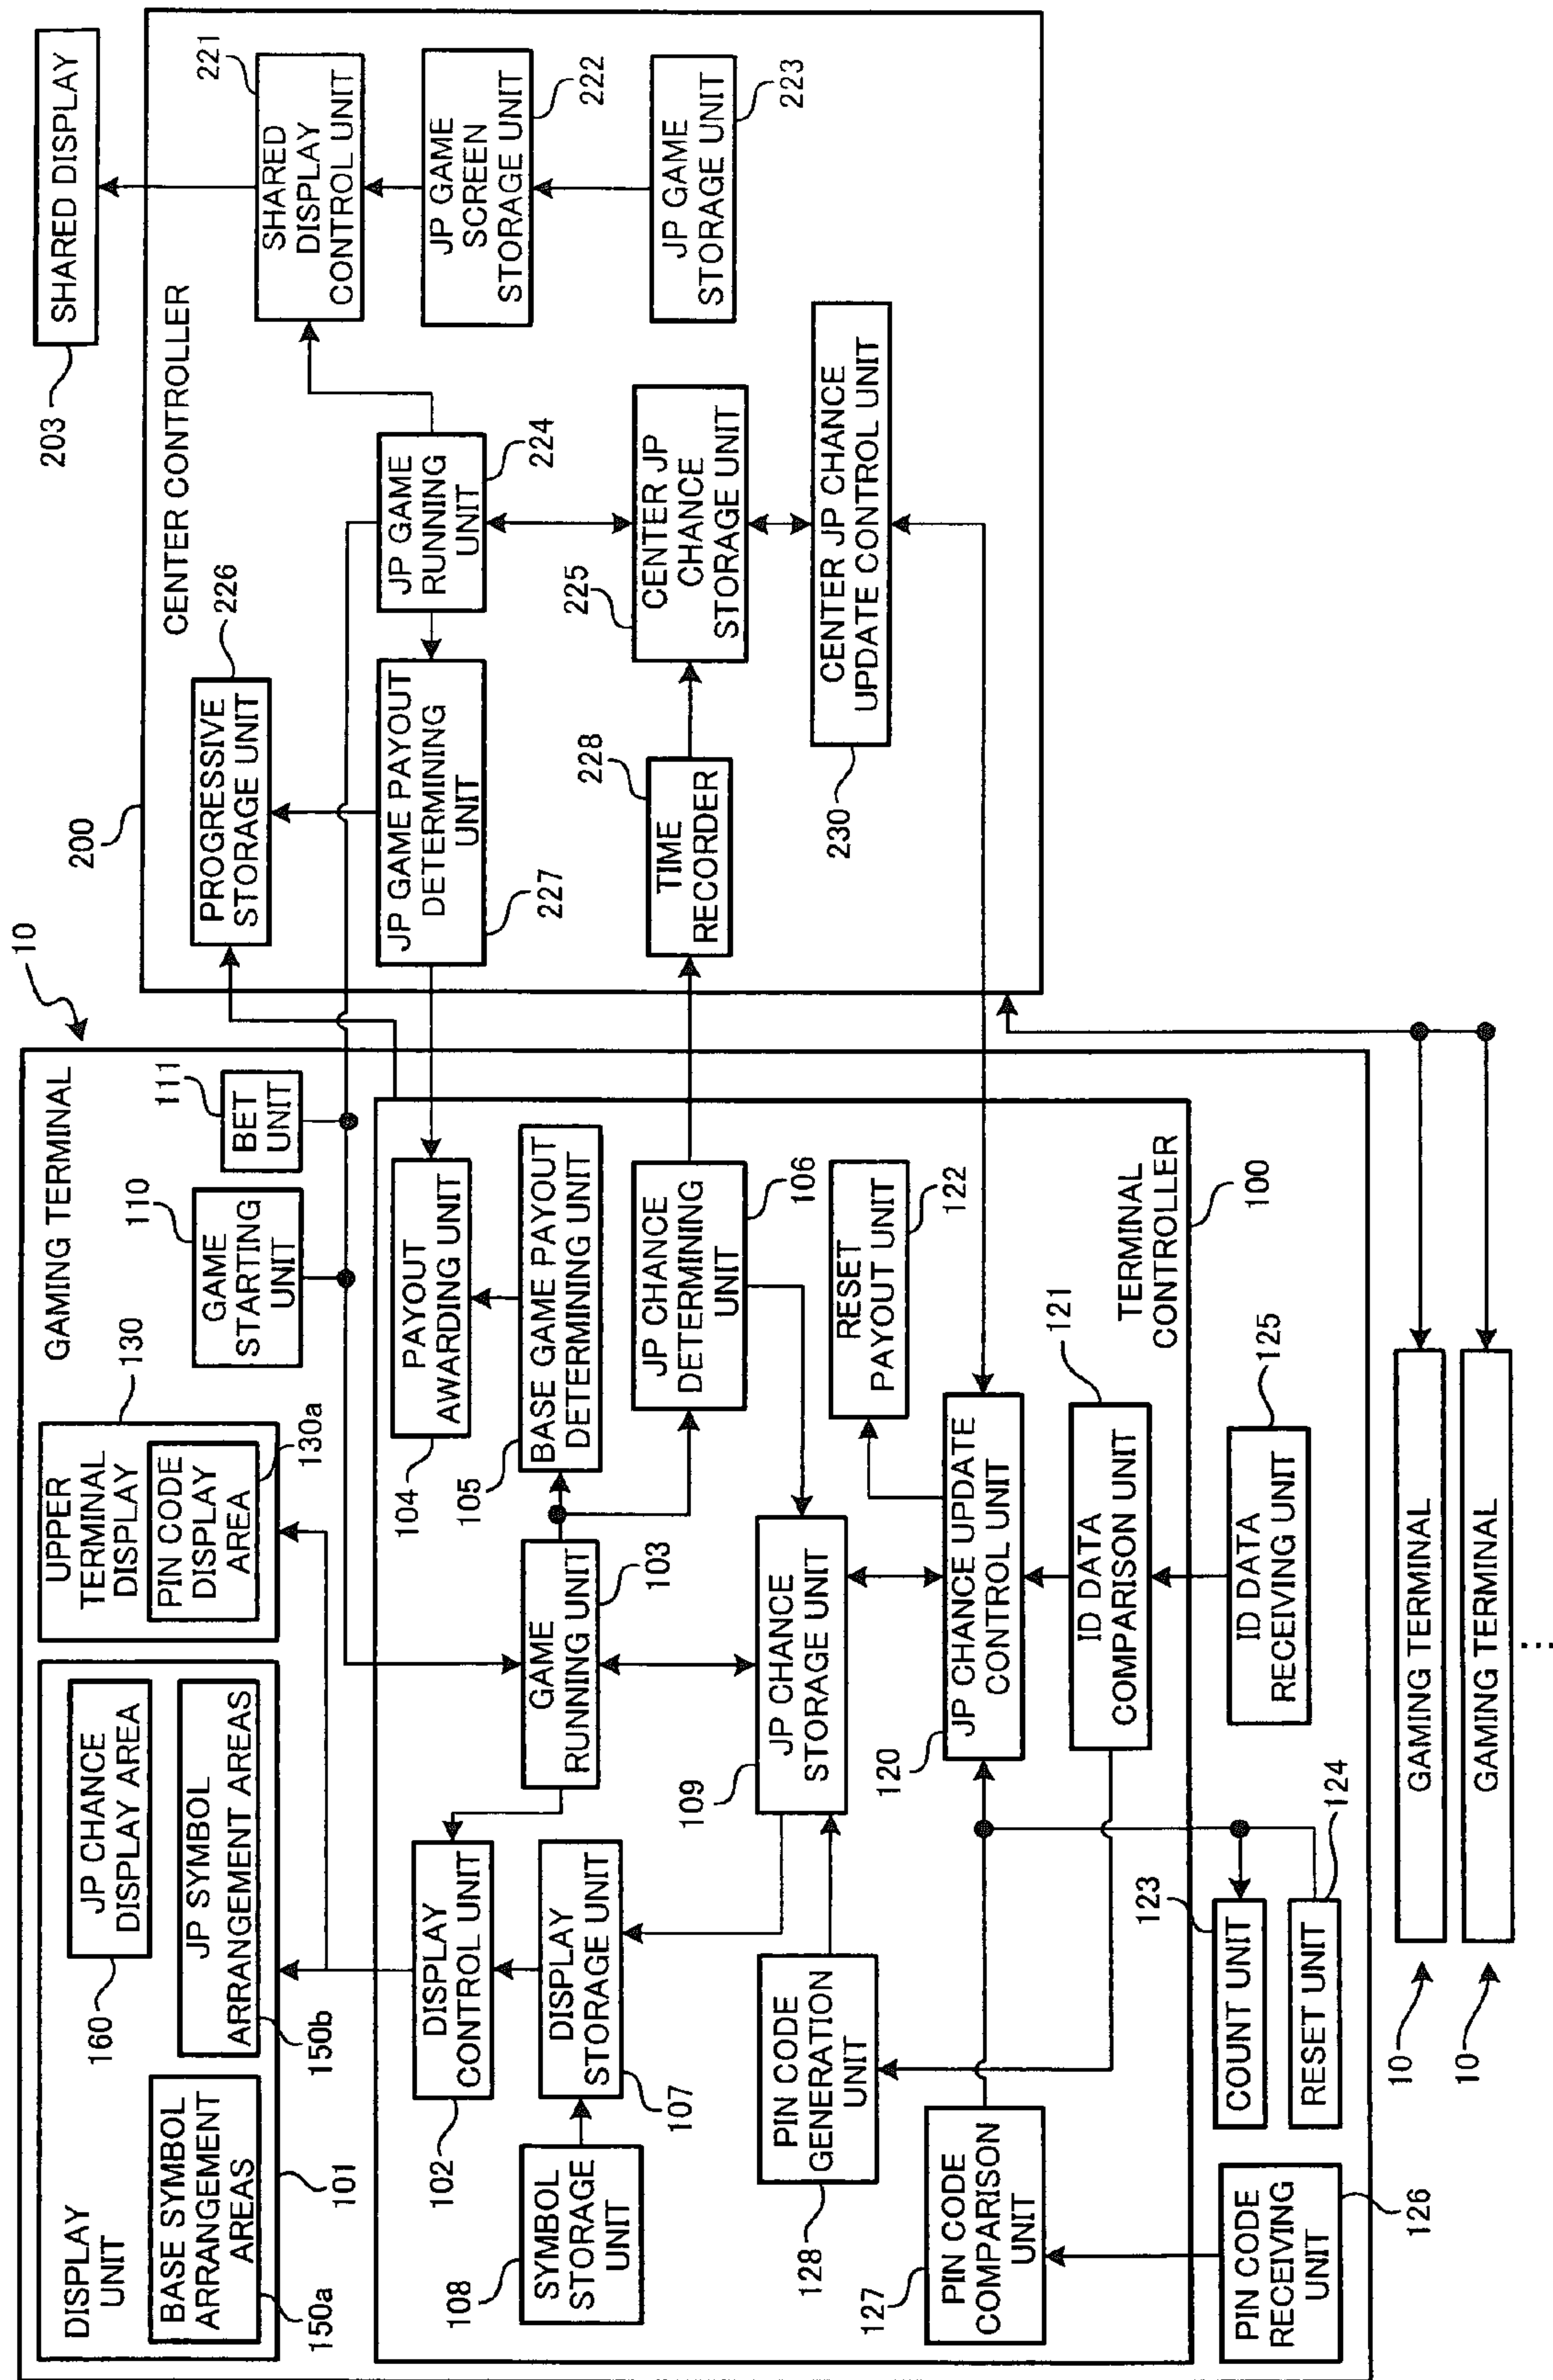 GAMING TERMINAL
10
DISPLAY
UNIT
101
BASE SYMBOL
ARRANGEMENT
AREAS
150a
JP CHANCE
DISPLAY AREA
160
JP SYMBOL
ARRANGEMENT AREAS
150b
UPPER
TERMINAL
DISPLAY
130
PIN CODE
DISPLAY
AREA
130a
GAME
STARTING
UNIT
110
BET
UNIT
111
DISPLAY
CONTROL UNIT
102
SYMBOL
STORAGE
UNIT
108
DISPLAY
STORAGE UNIT
107
GAME
RUNNING UNIT
103
PAYOUT
AWARDING UNIT
104
BASE GAME PAYOUT
DETERMINING UNIT
105
JP CHANCE
DETERMINING
UNIT
106
PIN CODE
GENERATION
UNIT
128
JP CHANCE
STORAGE UNIT
109
RESET
PAYOUT UNIT
122
PIN CODE
COMPARISON
UNIT
127
JP CHANCE UPDATE
CONTROL UNIT
120
ID DATA
COMPARISON UNIT
121
TERMINAL
CONTROLLER
100
PIN CODE
RECEIVING
UNIT
126
COUNT UNIT
123
RESET UNIT
124
ID DATA
RECEIVING UNIT
125
10
GAMING TERMINAL
10
GAMING TERMINAL
...
SHARED DISPLAY
203
CENTER CONTROLLER
200
PROGRESSIVE
STORAGE UNIT
226
SHARED
DISPLAY
CONTROL UNIT
221
JP GAME PAYOUT
DETERMINING
UNIT
227
JP GAME
RUNNING
UNIT
224
JP GAME
SCREEN
STORAGE UNIT
222
TIME
RECORDER
228
CENTER JP
CHANCE
STORAGE UNIT
225
JP GAME
STORAGE UNIT
223
CENTER JP CHANCE
UPDATE CONTROL UNIT
230